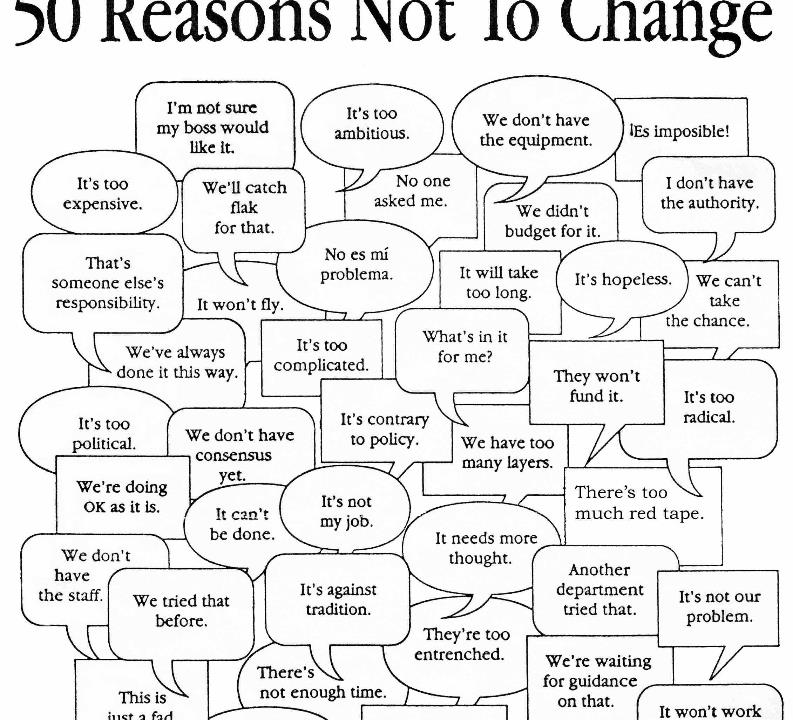 50 Reasons Not To Change
I'm not sure
my boss would
like it.
It's too
ambitious.
We don't have
the equipment.
¡Es imposible!
It's too
expensive.
We'll catch
flak
for that.
No one
asked me.
We didn't
budget for it.
I don't have
the authority.
That's
someone else's
responsibility.
It won't fly.
No es mí
problema.
It will take
too long.
It's hopeless.
We can't
take
the chance.
We've always
done it this way.
It's too
complicated.
What's in it
for me?
They won't
fund it.
It's too
radical.
It's too
political.
We don't have
consensus
yet.
It's contrary
to policy.
We have too
many layers.
We're doing
OK as it is.
It can't
be done.
It's not
my job.
It needs more
thought.
There's too
much red tape.
We don't
have
the staff.
We tried that
before.
It's against
tradition.
They're too
entrenched.
Another
department
tried that.
It's not our
problem.
This is
just a fad.
There's
not enough time.
We're waiting
for guidance
on that.
It won't work